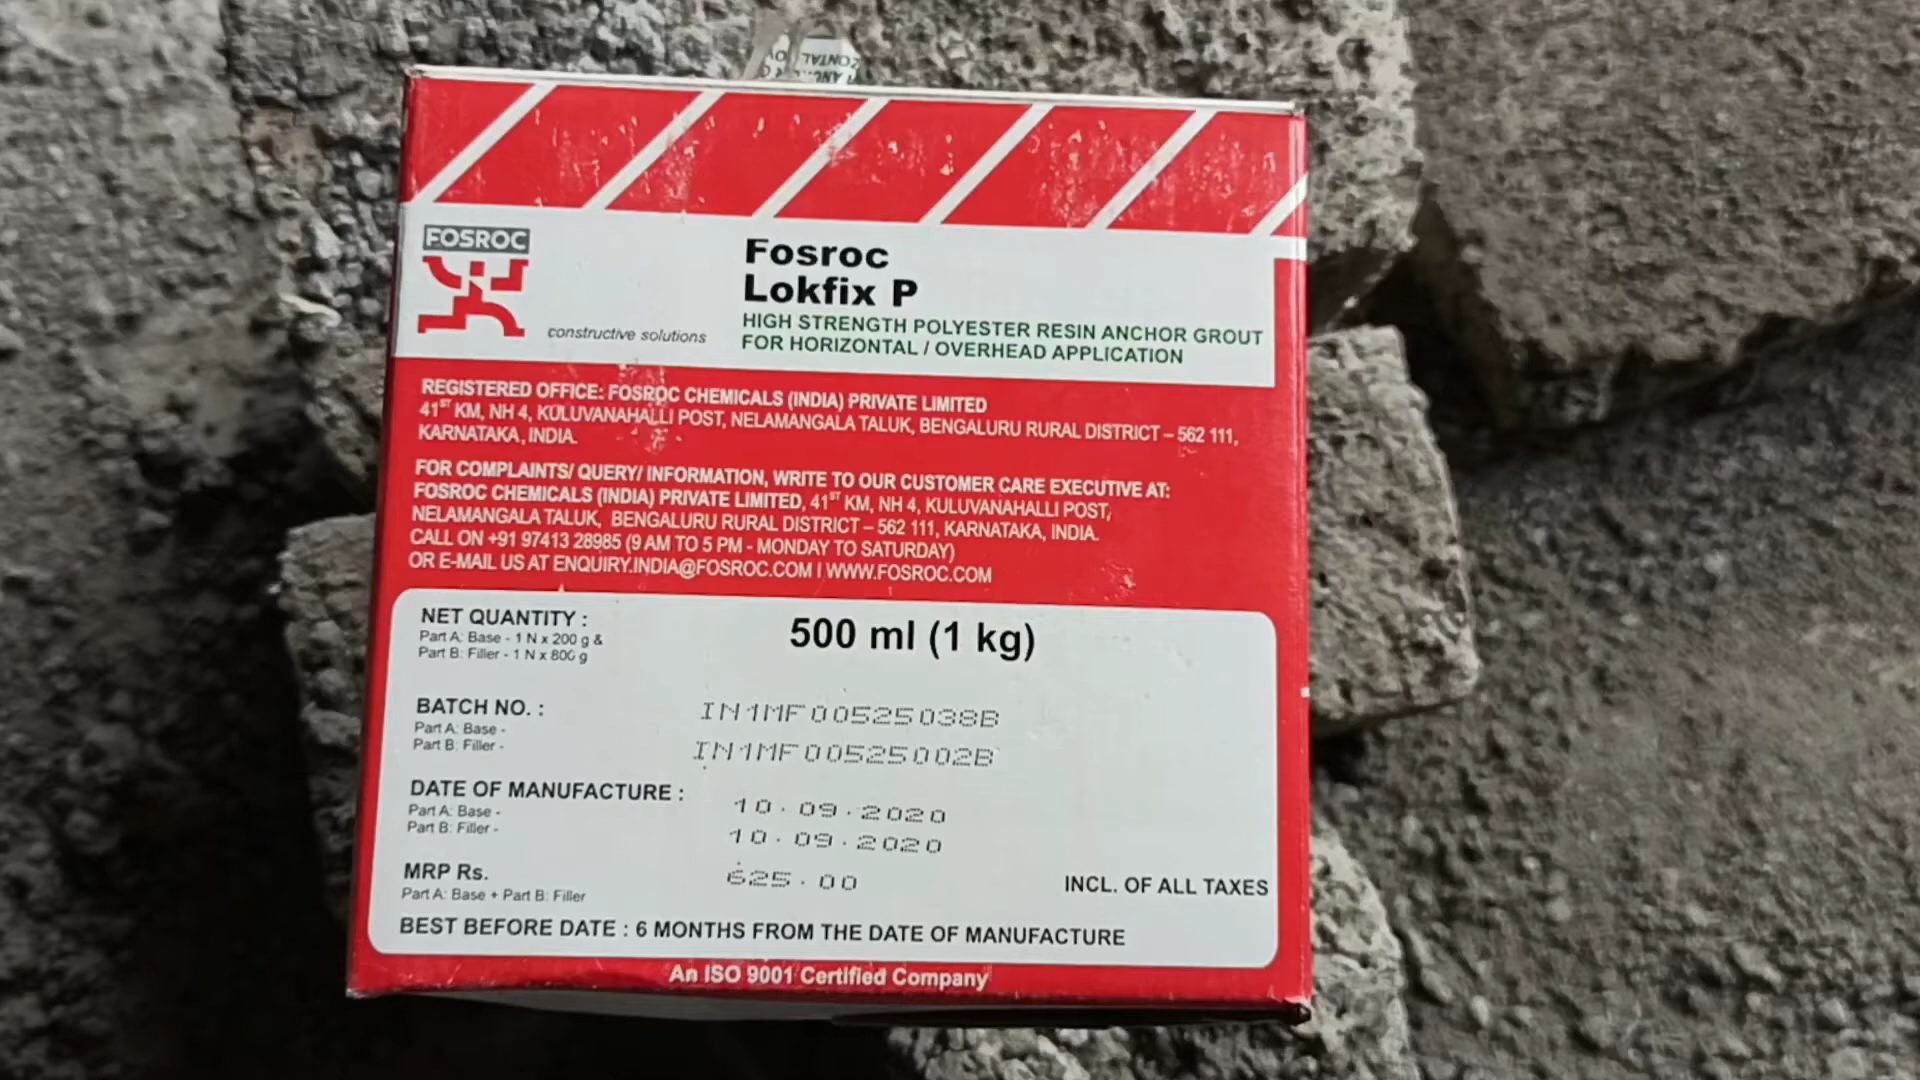 FOSROC
constructive solutions
Fosroc
Lokfix P
HIGH STRENGTH POLYESTER RESIN ANCHOR GROUT
FOR HORIZONTAL / OVERHEAD APPLICATION
REGISTERED OFFICE: FOSROC CHEMICALS (INDIA) PRIVATE LIMITED
41ST KM, NH 4, KULUVANAHALLI POST, NELAMANGALA TALUK, BENGALURU RURAL DISTRICT – 562 111,
KARNATAKA, INDIA.
FOR COMPLAINTS/ QUERY/ INFORMATION, WRITE TO OUR CUSTOMER CARE EXECUTIVE AT:
FOSROC CHEMICALS (INDIA) PRIVATE LIMITED, 41ST KM, NH 4, KULUVANAHALLI POST,
NELAMANGALA TALUK, BENGALURU RURAL DISTRICT – 562 111, KARNATAKA, INDIA.
CALL ON +91 97413 28985 (9 AM TO 5 PM - MONDAY TO SATURDAY)
OR E-MAIL US AT ENQUIRY.INDIA@FOSROC.COM I WWW.FOSROC.COM
NET QUANTITY : 500 ml (1 kg)
Part A: Base - 1 N x 200 g &
Part B: Filler - 1 N x 800 g
BATCH NO. :
Part A: Base - IN1MF00525038B
Part B: Filler - IN1MF00525002B
DATE OF MANUFACTURE :
Part A: Base - 10.09.2020
Part B: Filler - 10.09.2020
MRP Rs. 625.00 INCL. OF ALL TAXES
Part A: Base + Part B: Filler
BEST BEFORE DATE : 6 MONTHS FROM THE DATE OF MANUFACTURE
An ISO 9001 Certified Company